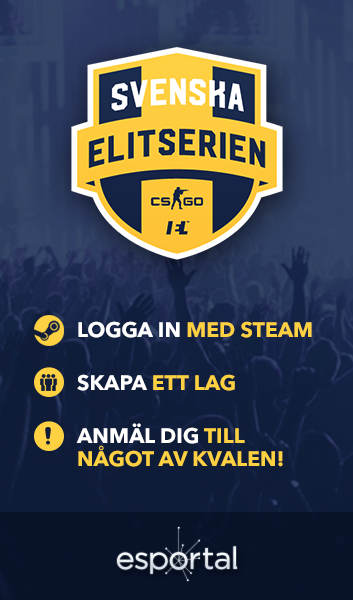 SVENSKA
ELITSERIEN
CS GO
LOGGA IN MED STEAM
SKAPA ETT LAG
ANMÄL DIG TILL
NÅGOT AV KVALEN!
esportal